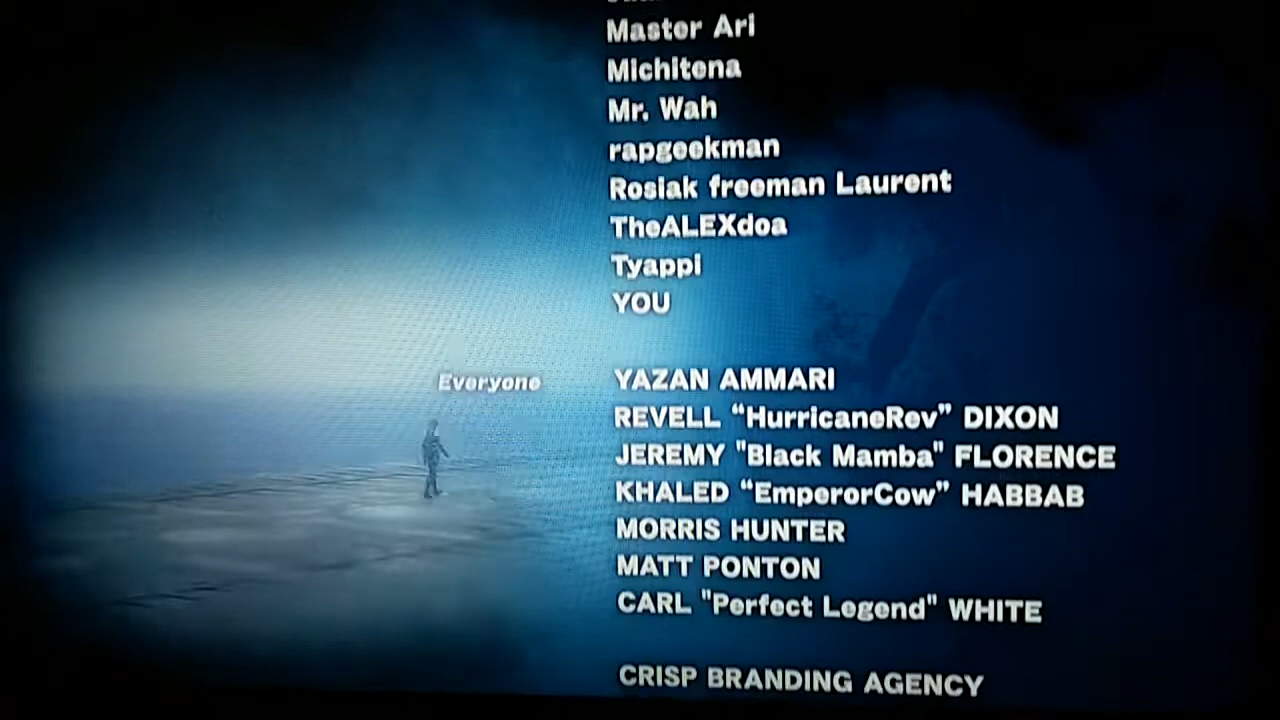 Master Ari
Michitena
Mr. Wah
rapgeekman
Rosiak freeman Laurent
TheALEXdoa
Tyappi
YOU
Everyone
YAZAN AMMARI
REVELL “HurricaneRev” DIXON
JEREMY "Black Mamba" FLORENCE
KHALED “EmperorCow” HABBAB
MORRIS HUNTER
MATT PONTON
CARL "Perfect Legend" WHITE
CRISP BRANDING AGENCY